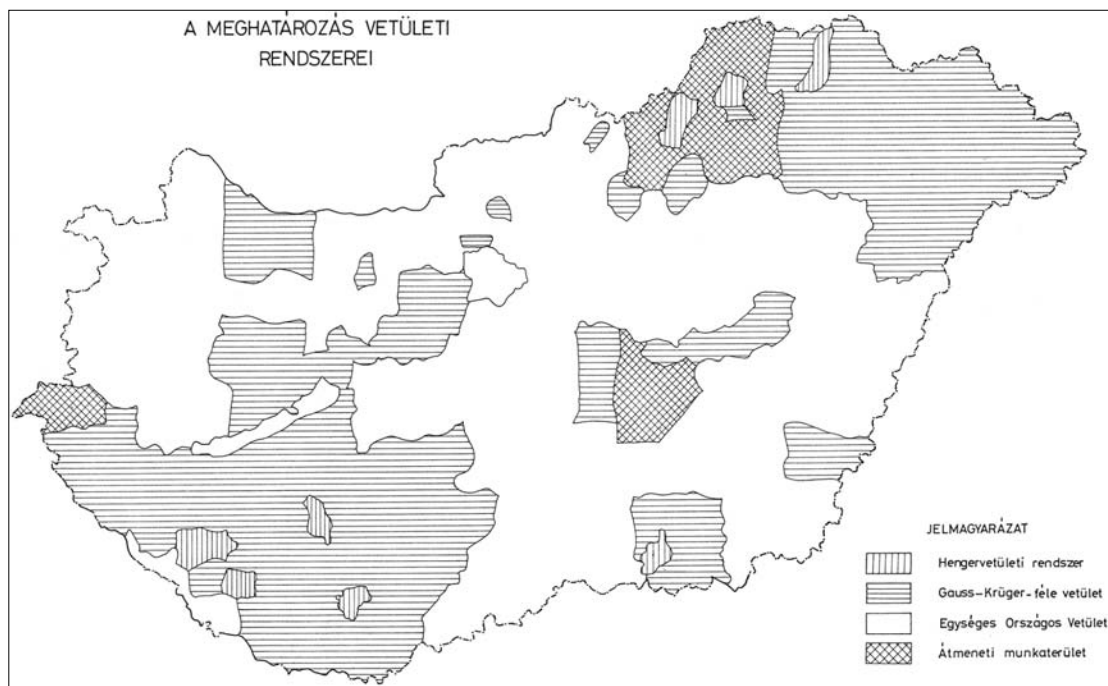 A MEGHATÁROZÁS VETÜLETI
RENDSZEREI
JELMAGYARÁZAT
Hengervetületi rendszer
Gauss-Krüger-féle vetület
Egységes Országos Vetület
Átmeneti munkaterület